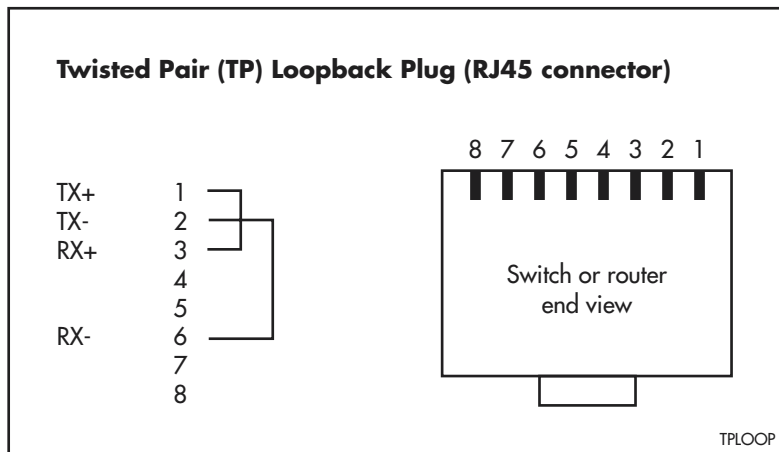 Twisted Pair (TP) Loopback Plug (RJ45 connector)
TX+ 1
TX- 2
RX+ 3
4
5
RX- 6
7
8
8 7 6 5 4 3 2 1
Switch or router
end view
TPLOOP